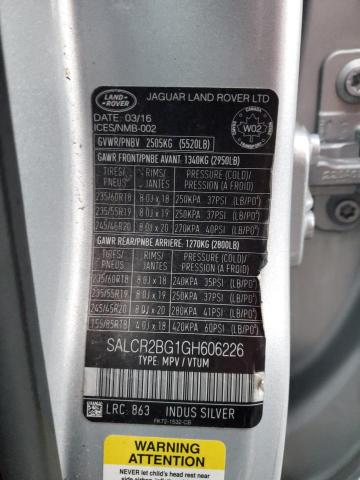 LAND-
ROVER
JAGUAR LAND ROVER LTD
DATE: 03/16
ICES/NMB-002
CANADA
W02
GVWR/PNBV 2505KG (5520LB)
GAWR FRONT/PNBE AVANT. 1340KG (2950LB)
TIRES/ RIMS/ PRESSURE (COLD)/
PNEUS JANTES PRESSION (COLD)/
235/60R18 8.0J x 18 250KPA 37PSI (LB/PO²)
235/55R19 8.0J x 19 250KPA 37PSI (LB/PO²)
245/45R20 8.0J x 20 270KPA 40PSI (LB/PO²)
GAWR REAR/PNBE ARRIERE: 1270KG (2800LB)
TIRES/ RIMS/ PRESSURE (COLD)/
PNEUS JANTES PRESSION
235/60R18 8.0J x 18 240KPA 35PSI (LB/PO²)
235/55R19 8.0J x 19 250KPA 37PSI (LB/PO²)
245/45R20 8.0J x 20 280KPA 41PSI (LB/PO²)
155/85R18 4.0J x 18 420KPA 60PSI (LB/PO²)
SALCR2BG1GH606226
TYPE: MPV / VTUM
LRC: 863 INDUS SILVER
FK72-1532-CB
WARNING
ATTENTION
NEVER let child's head rest near